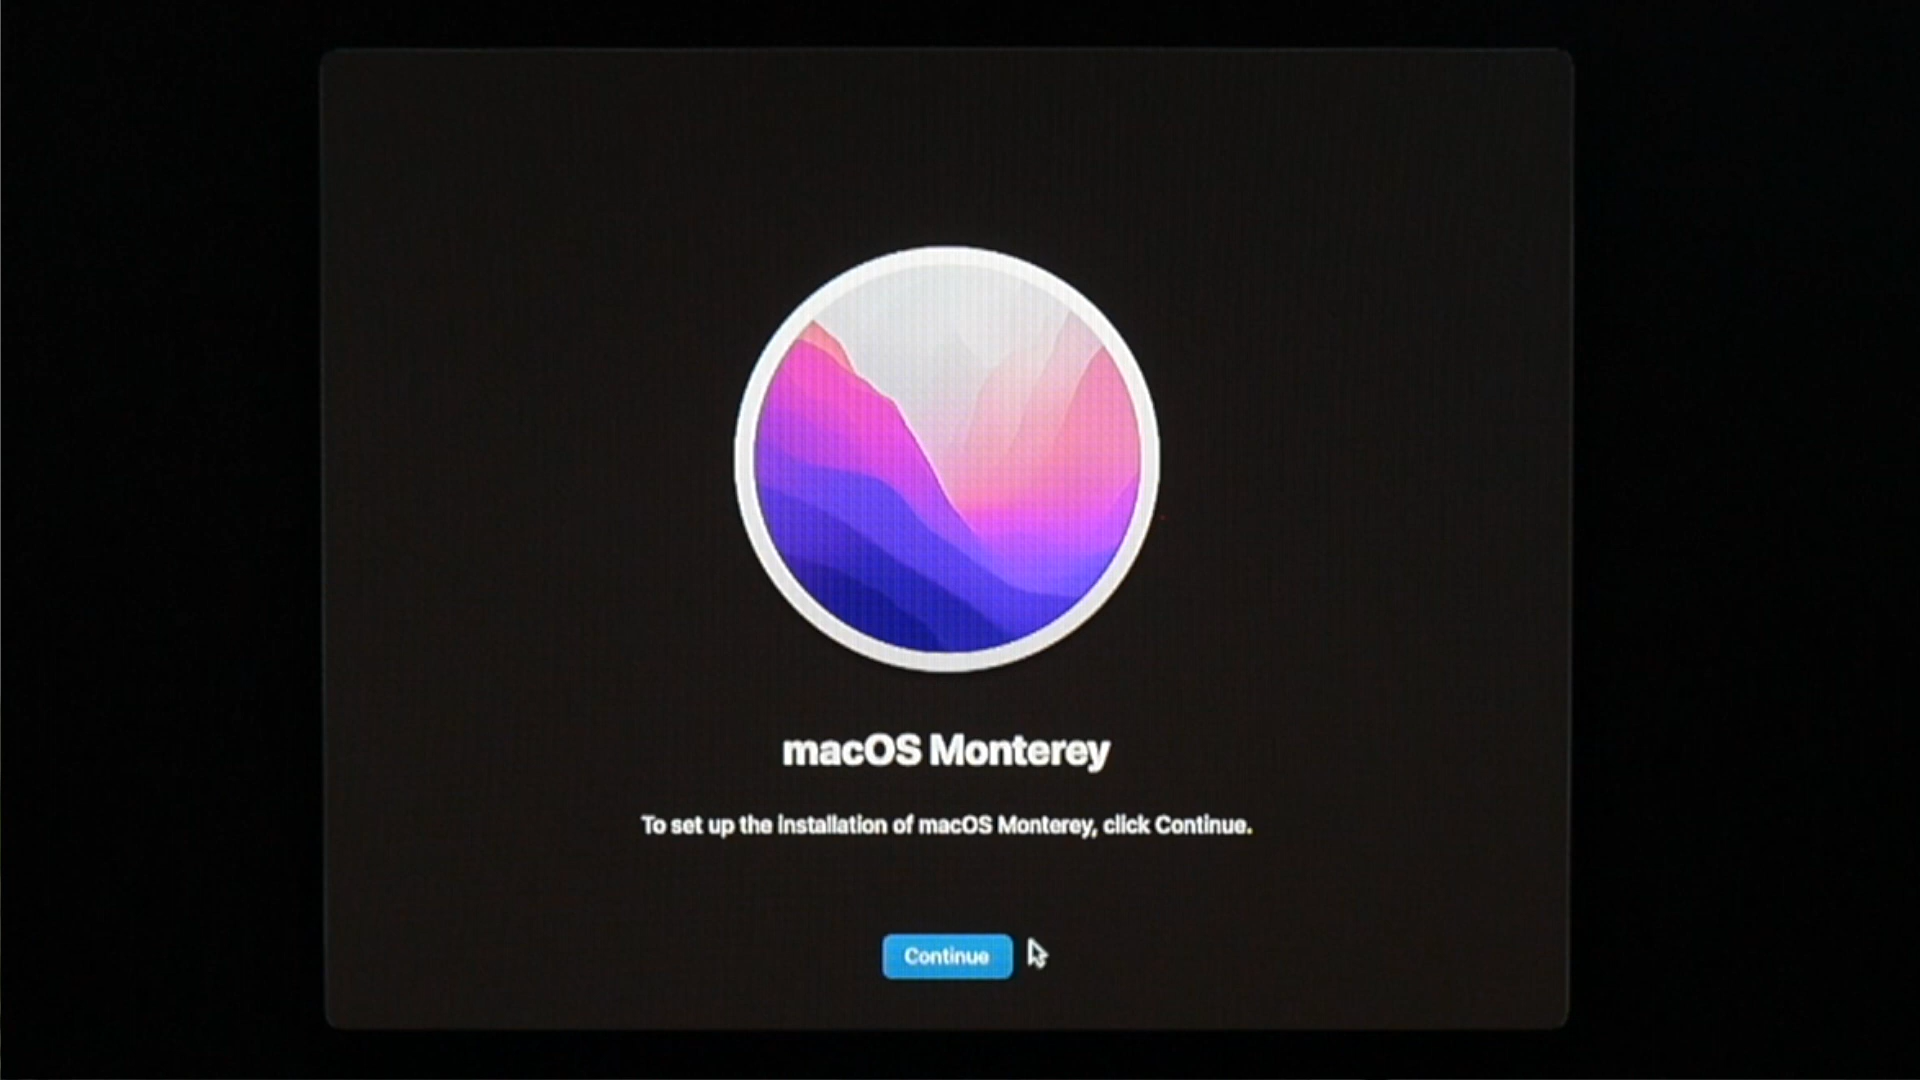 macOS Monterey
To set up the installation of macOS Monterey, click Continue.
Continue